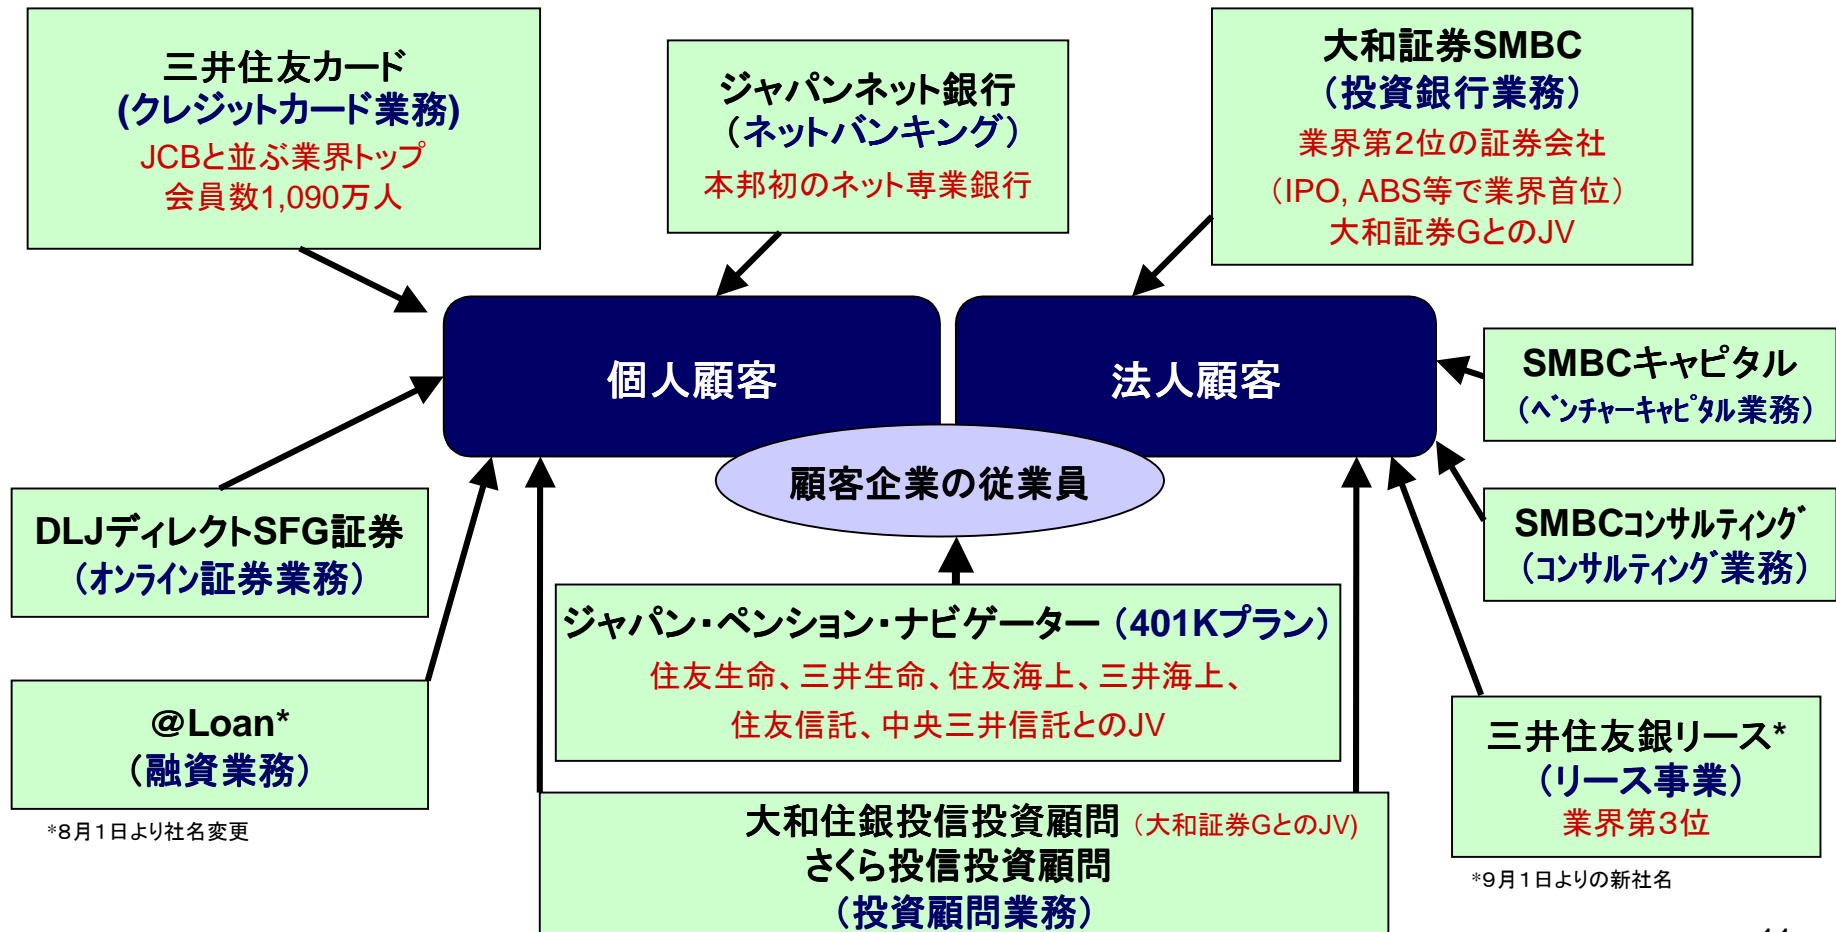 三井住友カード
(クレジットカード業務)
JCBと並ぶ業界トップ
会員数1,090万人
ジャパンネット銀行
（ネットバンキング）
本邦初のネット専業銀行
大和証券SMBC
（投資銀行業務）
業界第2位の証券会社
（IPO, ABS等で業界首位）
大和証券GとのJV
個人顧客
法人顧客
顧客企業の従業員
SMBCキャピタル
（ベンチャーキャピタル業務）
SMBCコンサルティング
（コンサルティング業務）
DLJディレクトSFG証券
（オンライン証券業務）
ジャパン・ペンション・ナビゲーター（401Kプラン）
住友生命、三井生命、住友海上、三井海上、
住友信託、中央三井信託とのJV
@Loan*
（融資業務）
*8月1日より社名変更
三井住友銀リース*
（リース事業）
業界第3位
*9月1日よりの新社名
大和住銀投信投資顧問（大和証券GとのJV)
さくら投信投資顧問
（投資顧問業務）